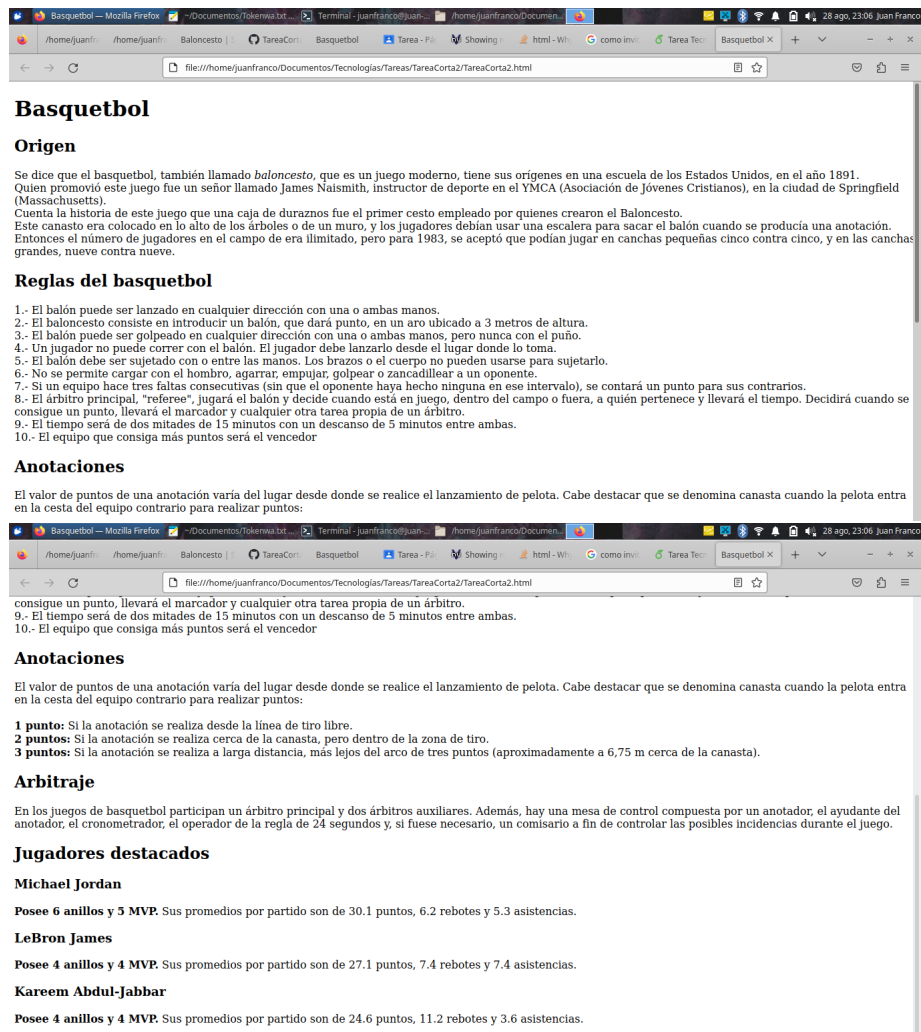 Basquetbol — Mozilla Firefox ~/Documentos/Tokenwa.txt ... Terminal - juanfranco@Juan-... /home/juanfranco/Documen... 28 ago, 23:06 Juan Franco
/home/juanfr /home/juanfr Baloncesto | TareaCort Basquetbol Tarea - Pá Showing r html - Wh como invi Tarea Tec Basquetbol
file:///home/juanfranco/Documentos/Tecnologías/Tareas/TareaCorta2/TareaCorta2.html
Basquetbol
Origen
Se dice que el basquetbol, también llamado baloncesto, que es un juego moderno, tiene sus orígenes en una escuela de los Estados Unidos, en el año 1891.
Quien promovió este juego fue un señor llamado James Naismith, instructor de deporte en el YMCA (Asociación de Jóvenes Cristianos), en la ciudad de Springfield
(Massachusetts).
Cuenta la historia de este juego que una caja de duraznos fue el primer cesto empleado por quienes crearon el Baloncesto.
Este canasto era colocado en lo alto de los árboles o de un muro, y los jugadores debían usar una escalera para sacar el balón cuando se producía una anotación.
Entonces el número de jugadores en el campo de era ilimitado, pero para 1983, se aceptó que podían jugar en canchas pequeñas cinco contra cinco, y en las canchas
grandes, nueve contra nueve.
Reglas del basquetbol
1.- El balón puede ser lanzado en cualquier dirección con una o ambas manos.
2.- El baloncesto consiste en introducir un balón, que dará punto, en un aro ubicado a 3 metros de altura.
3.- El balón puede ser golpeado en cualquier dirección con una o ambas manos, pero nunca con el puño.
4.- Un jugador no puede correr con el balón. El jugador debe lanzarlo desde el lugar donde lo toma.
5.- El balón debe ser sujetado con o entre las manos. Los brazos o el cuerpo no pueden usarse para sujetarlo.
6.- No se permite cargar con el hombro, agarrar, empujar, golpear o zancadillear a un oponente.
7.- Si un equipo hace tres faltas consecutivas (sin que el oponente haya hecho ninguna en ese intervalo), se contará un punto para sus contrarios.
8.- El árbitro principal, "referee", jugará el balón y decide cuando está en juego, dentro del campo o fuera, a quién pertenece y llevará el tiempo. Decidirá cuando se
consigue un punto, llevará el marcador y cualquier otra tarea propia de un árbitro.
9.- El tiempo será de dos mitades de 15 minutos con un descanso de 5 minutos entre ambas.
10.- El equipo que consiga más puntos será el vencedor
Anotaciones
El valor de puntos de una anotación varía del lugar desde donde se realice el lanzamiento de pelota. Cabe destacar que se denomina canasta cuando la pelota entra
en la cesta del equipo contrario para realizar puntos:
Basquetbol — Mozilla Firefox ~/Documentos/Tokenwa.txt ... Terminal - juanfranco@Juan-... /home/juanfranco/Documen... 28 ago, 23:06 Juan Franco
/home/juanfr /home/juanfr Baloncesto | TareaCort Basquetbol Tarea - Pá Showing r html - Wh como invi Tarea Tec Basquetbol
file:///home/juanfranco/Documentos/Tecnologías/Tareas/TareaCorta2/TareaCorta2.html
consigue un punto, llevará el marcador y cualquier otra tarea propia de un árbitro.
9.- El tiempo será de dos mitades de 15 minutos con un descanso de 5 minutos entre ambas.
10.- El equipo que consiga más puntos será el vencedor
Anotaciones
El valor de puntos de una anotación varía del lugar desde donde se realice el lanzamiento de pelota. Cabe destacar que se denomina canasta cuando la pelota entra
en la cesta del equipo contrario para realizar puntos:
1 punto: Si la anotación se realiza desde la línea de tiro libre.
2 puntos: Si la anotación se realiza cerca de la canasta, pero dentro de la zona de tiro.
3 puntos: Si la anotación se realiza a larga distancia, más lejos del arco de tres puntos (aproximadamente a 6,75 m cerca de la canasta).
Arbitraje
En los juegos de basquetbol participan un árbitro principal y dos árbitros auxiliares. Además, hay una mesa de control compuesta por un anotador, el ayudante del
anotador, el cronometrador, el operador de la regla de 24 segundos y, si fuese necesario, un comisario a fin de controlar las posibles incidencias durante el juego.
Jugadores destacados
Michael Jordan
Posee 6 anillos y 5 MVP. Sus promedios por partido son de 30.1 puntos, 6.2 rebotes y 5.3 asistencias.
LeBron James
Posee 4 anillos y 4 MVP. Sus promedios por partido son de 27.1 puntos, 7.4 rebotes y 7.4 asistencias.
Kareem Abdul-Jabbar
Posee 4 anillos y 4 MVP. Sus promedios por partido son de 24.6 puntos, 11.2 rebotes y 3.6 asistencias.